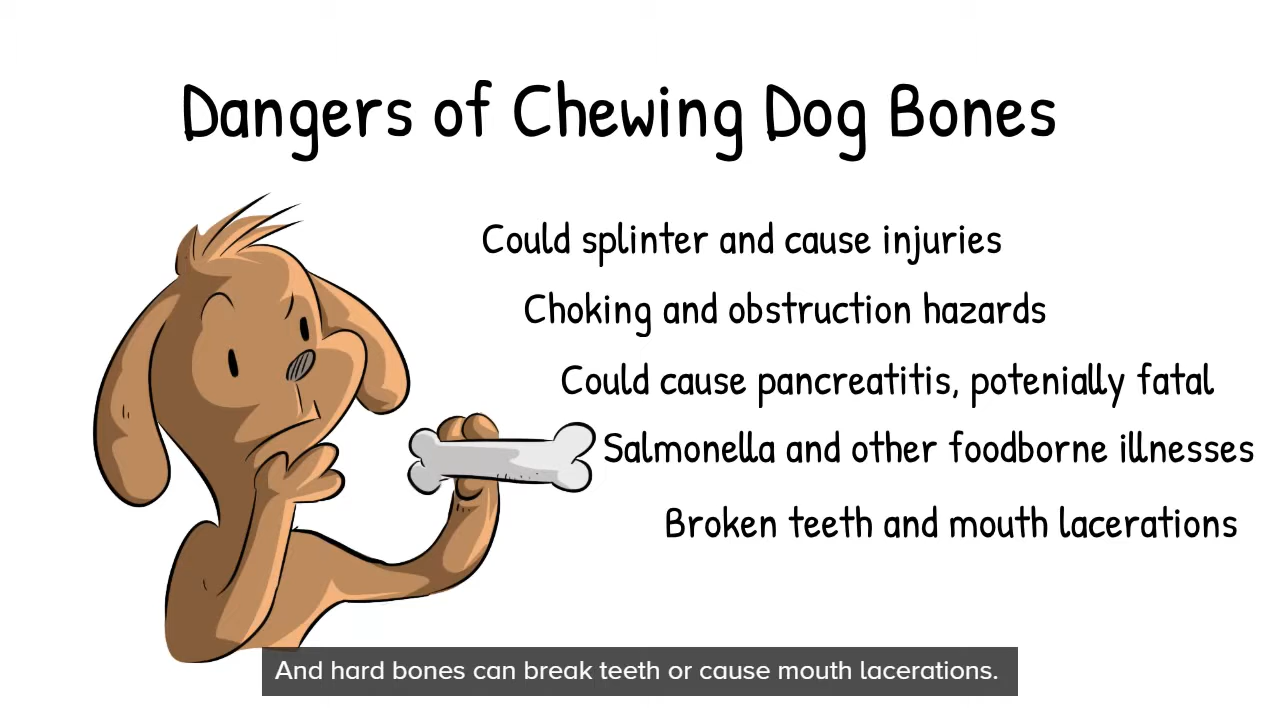 Dangers of Chewing Dog Bones
Could splinter and cause injuries
Choking and obstruction hazards
Could cause pancreatitis, potenially fatal
Salmonella and other foodborne illnesses
Broken teeth and mouth lacerations
And hard bones can break teeth or cause mouth lacerations.